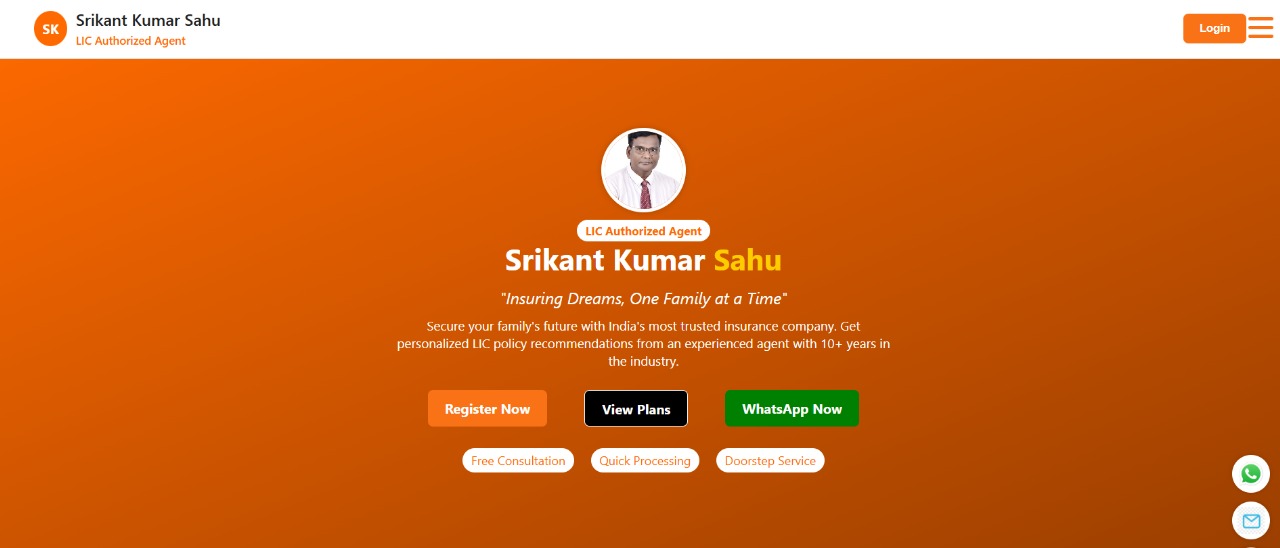 SK
Srikant Kumar Sahu
LIC Authorized Agent
Login
LIC Authorized Agent
Srikant Kumar Sahu
"Insuring Dreams, One Family at a Time"
Secure your family's future with India's most trusted insurance company. Get
personalized LIC policy recommendations from an experienced agent with 10+ years in
the industry.
Register Now
View Plans
WhatsApp Now
Free Consultation
Quick Processing
Doorstep Service